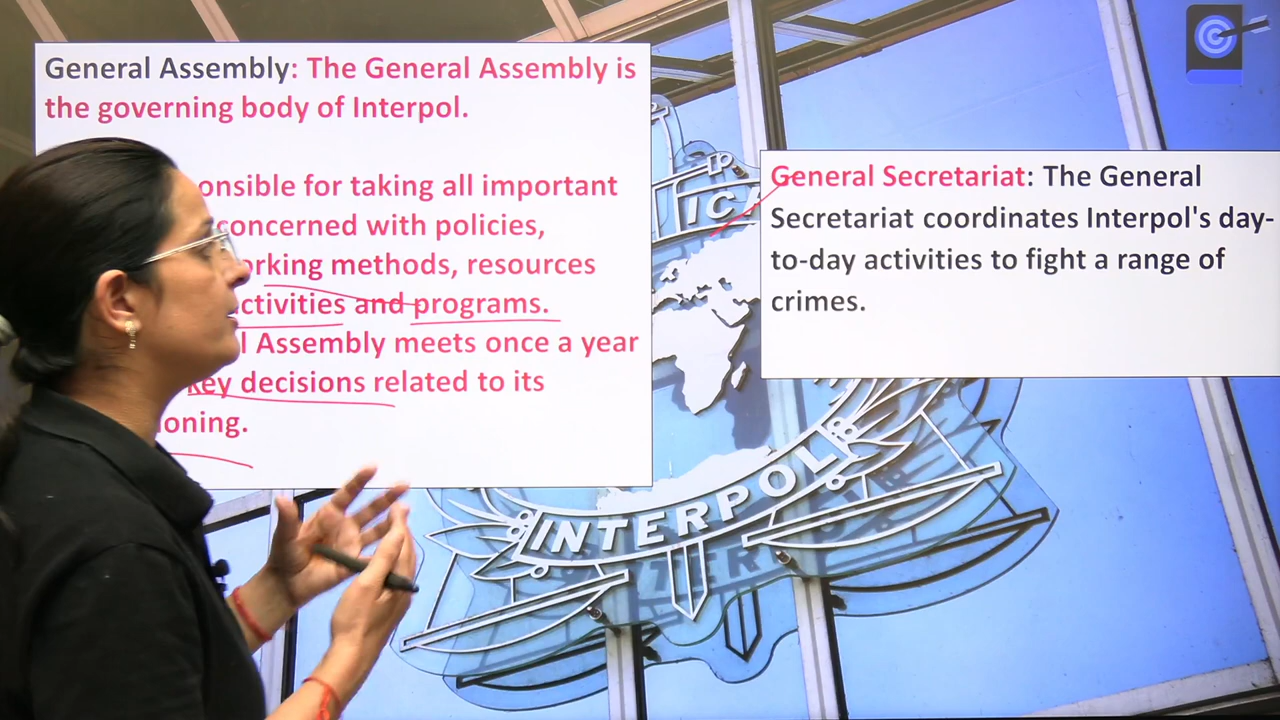 General Assembly: The General Assembly is
the governing body of Interpol.
onsible for taking all important
concerned with policies,
orking methods, resources
ctivities and programs.
l Assembly meets once a year
key decisions related to its
oning.
General Secretariat: The General
Secretariat coordinates Interpol's day-
to-day activities to fight a range of
crimes.
INTERPOL